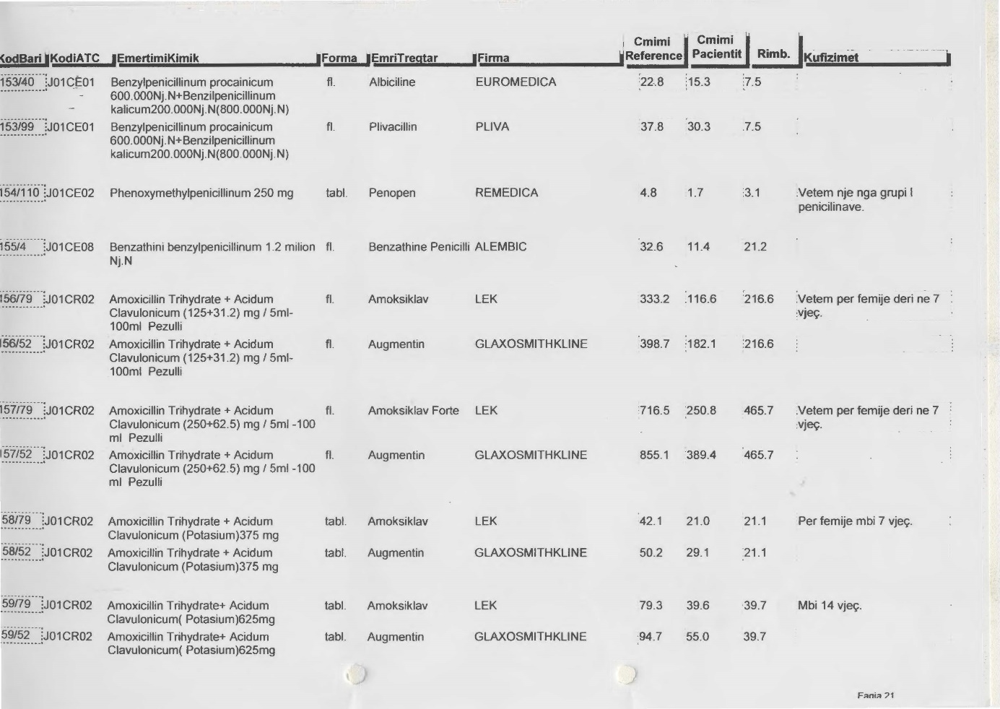 Cmimi Cmimi
KodBari KodiATC EmertimiKimik Forma EmriTregtar Firma Reference Pacientit Rimb. Kufizimet
153/40 J01CE01 Benzylpenicillinum procainicum fl. Albiciline EUROMEDICA 22.8 15.3 7.5
600.000Nj.N+Benzilpenicillinum
kalicum200.000Nj.N(800.000Nj.N)
153/99 J01CE01 Benzylpenicillinum procainicum fl. Plivacillin PLIVA 37.8 30.3 7.5
600.000Nj.N+Benzilpenicillinum
kalicum200.000Nj.N(800.000Nj.N)
154/110 J01CE02 Phenoxymethylpenicillinum 250 mg tabl. Penopen REMEDICA 4.8 1.7 3.1 Vetem nje nga grupi I
penicilinave.
155/4 J01CE08 Benzathini benzylpenicillinum 1.2 milion fl. Benzathine Penicilli ALEMBIC 32.6 11.4 21.2
Nj.N
156/79 J01CR02 Amoxicillin Trihydrate + Acidum fl. Amoksiklav LEK 333.2 116.6 216.6 Vetem per femije deri ne 7
Clavulonicum (125+31.2) mg / 5ml- vjeç.
100ml Pezulli
156/52 J01CR02 Amoxicillin Trihydrate + Acidum fl. Augmentin GLAXOSMITHKLINE 398.7 182.1 216.6
Clavulonicum (125+31.2) mg / 5ml-
100ml Pezulli
157/79 J01CR02 Amoxicillin Trihydrate + Acidum fl. Amoksiklav Forte LEK 716.5 250.8 465.7 Vetem per femije deri ne 7
Clavulonicum (250+62.5) mg / 5ml -100 vjeç.
ml Pezulli
157/52 J01CR02 Amoxicillin Trihydrate + Acidum fl. Augmentin GLAXOSMITHKLINE 855.1 389.4 465.7
Clavulonicum (250+62.5) mg / 5ml -100
ml Pezulli
58/79 J01CR02 Amoxicillin Trihydrate + Acidum tabl. Amoksiklav LEK 42.1 21.0 21.1 Per femije mbi 7 vjeç.
Clavulonicum (Potasium)375 mg
58/52 J01CR02 Amoxicillin Trihydrate + Acidum tabl. Augmentin GLAXOSMITHKLINE 50.2 29.1 21.1
Clavulonicum (Potasium)375 mg
59/79 J01CR02 Amoxicillin Trihydrate+ Acidum tabl. Amoksiklav LEK 79.3 39.6 39.7 Mbi 14 vjeç.
Clavulonicum( Potasium)625mg
59/52 J01CR02 Amoxicillin Trihydrate+ Acidum tabl. Augmentin GLAXOSMITHKLINE 94.7 55.0 39.7
Clavulonicum( Potasium)625mg
Faqja 21